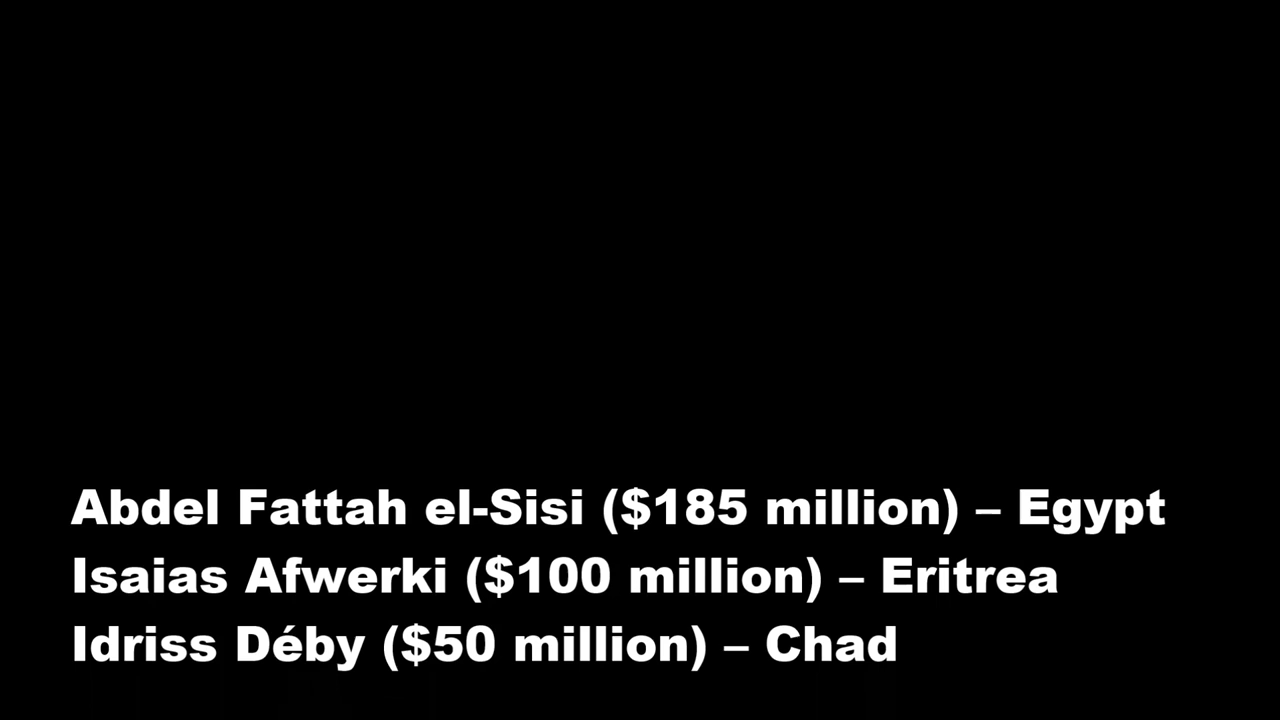 Abdel Fattah el-Sisi ($185 million) – Egypt
Isaias Afwerki ($100 million) – Eritrea
Idriss Déby ($50 million) – Chad